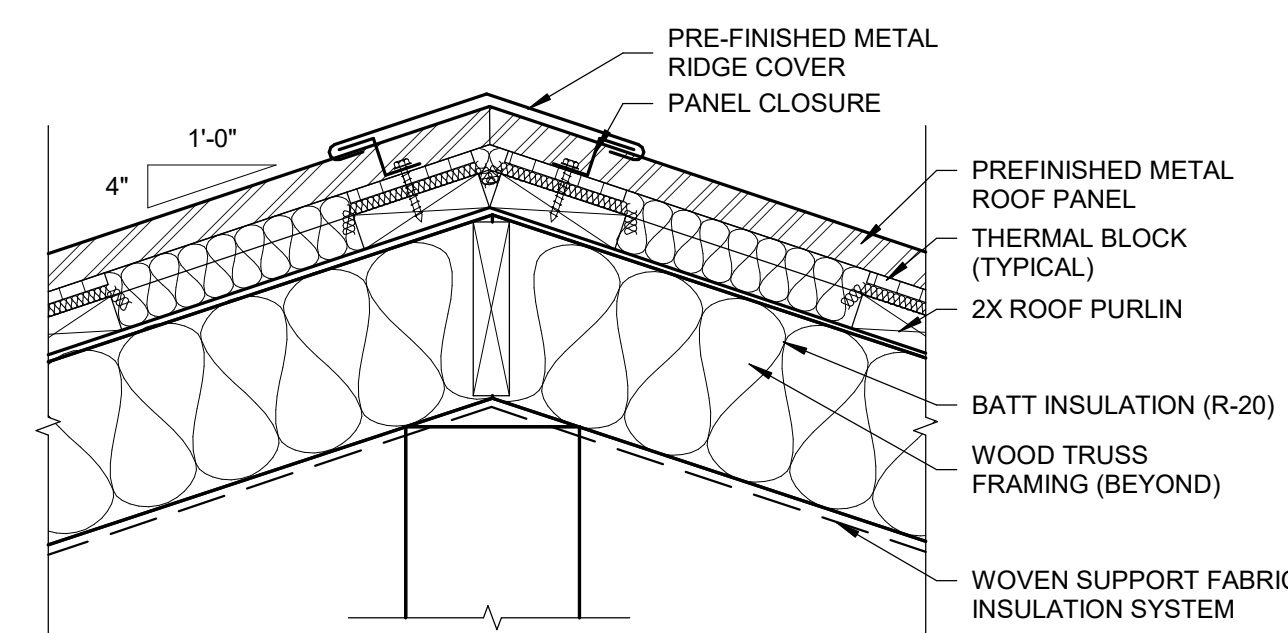 PRE-FINISHED METAL
RIDGE COVER
PANEL CLOSURE
1'-0"
4"
PREFINISHED METAL
ROOF PANEL
THERMAL BLOCK
(TYPICAL)
2X ROOF PURLIN
BATT INSULATION (R-20)
WOOD TRUSS
FRAMING (BEYOND)
WOVEN SUPPORT FABRIC
INSULATION SYSTEM